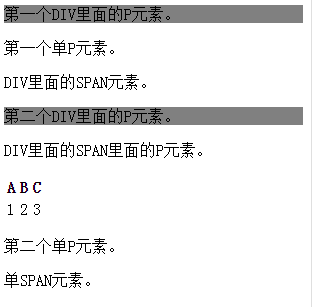 第一个DIV里面的P元素。
第一个单P元素。
DIV里面的SPAN元素。
第二个DIV里面的P元素。
DIV里面的SPAN里面的P元素。
A B C
1 2 3
第二个单P元素。
单SPAN元素。